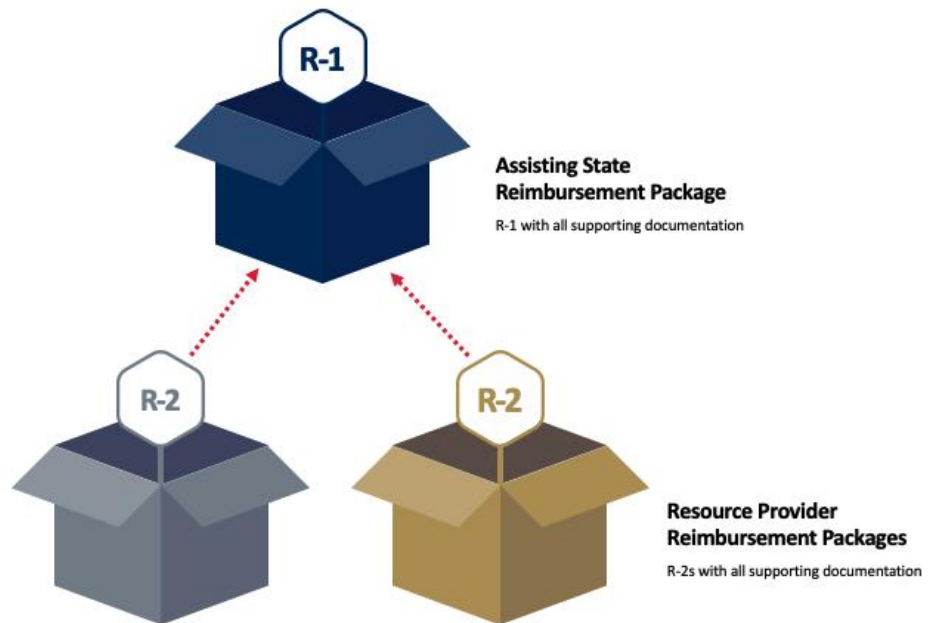 R-1
Assisting State
Reimbursement Package
R-1 with all supporting documentation
R-2
R-2
Resource Provider
Reimbursement Packages
R-2s with all supporting documentation